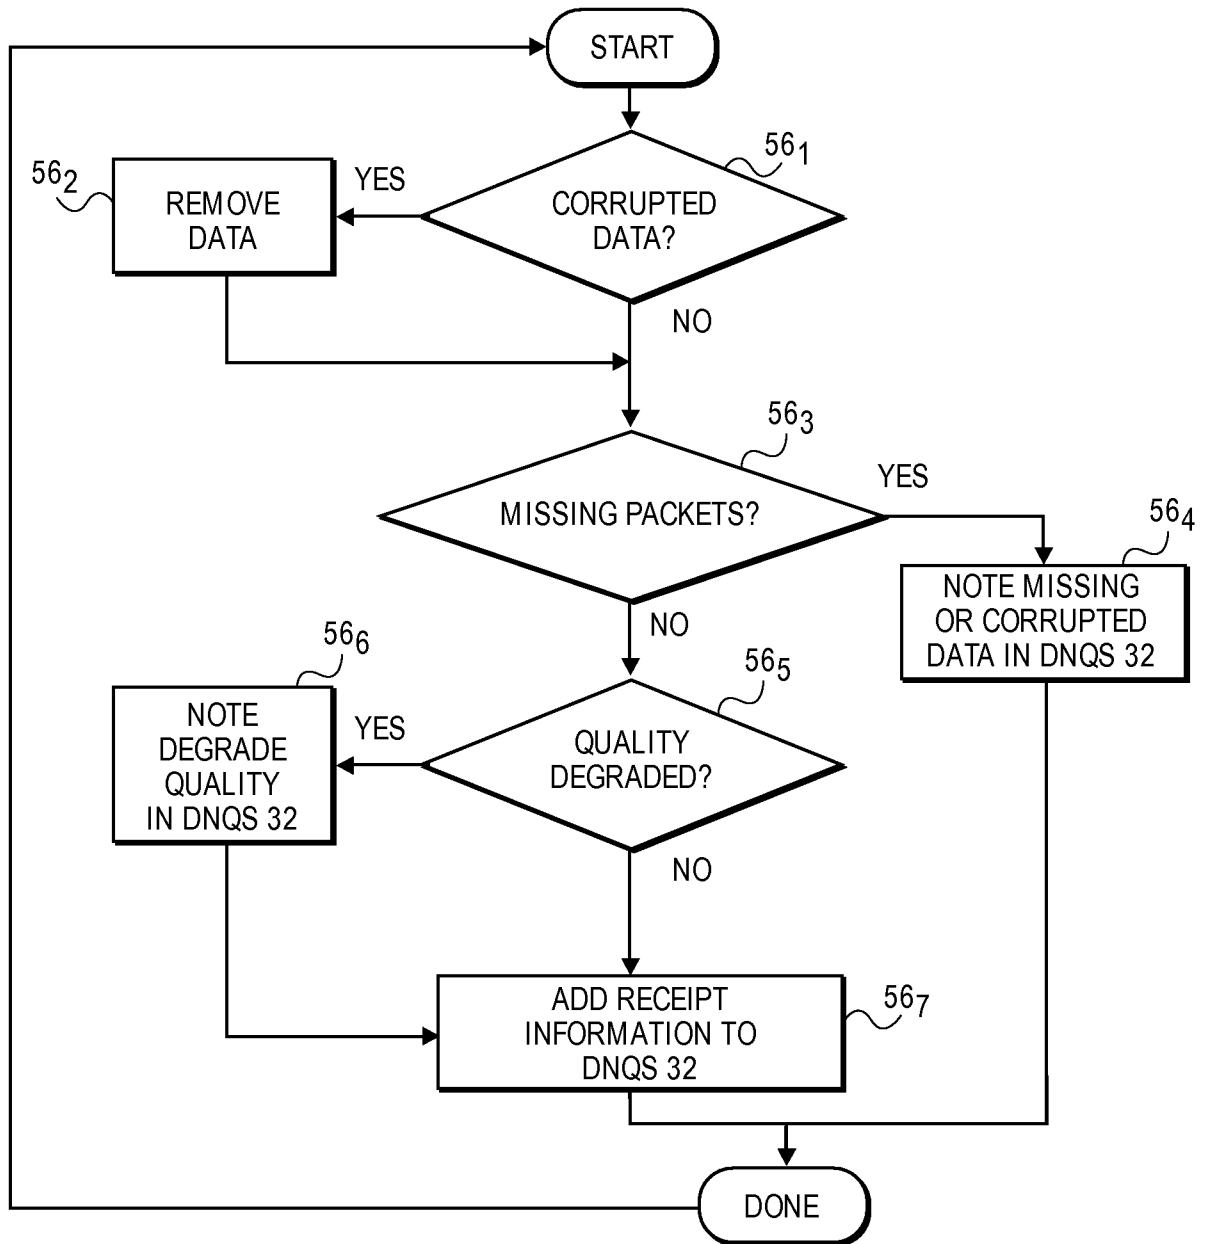 START
56₁
CORRUPTED
DATA?
YES
56₂
REMOVE
DATA
NO
56₃
MISSING PACKETS?
YES
56₄
NOTE MISSING
OR CORRUPTED
DATA IN DNQS 32
NO
56₅
QUALITY
DEGRADED?
YES
56₆
NOTE
DEGRADE
QUALITY
IN DNQS 32
NO
56₇
ADD RECEIPT
INFORMATION TO
DNQS 32
DONE